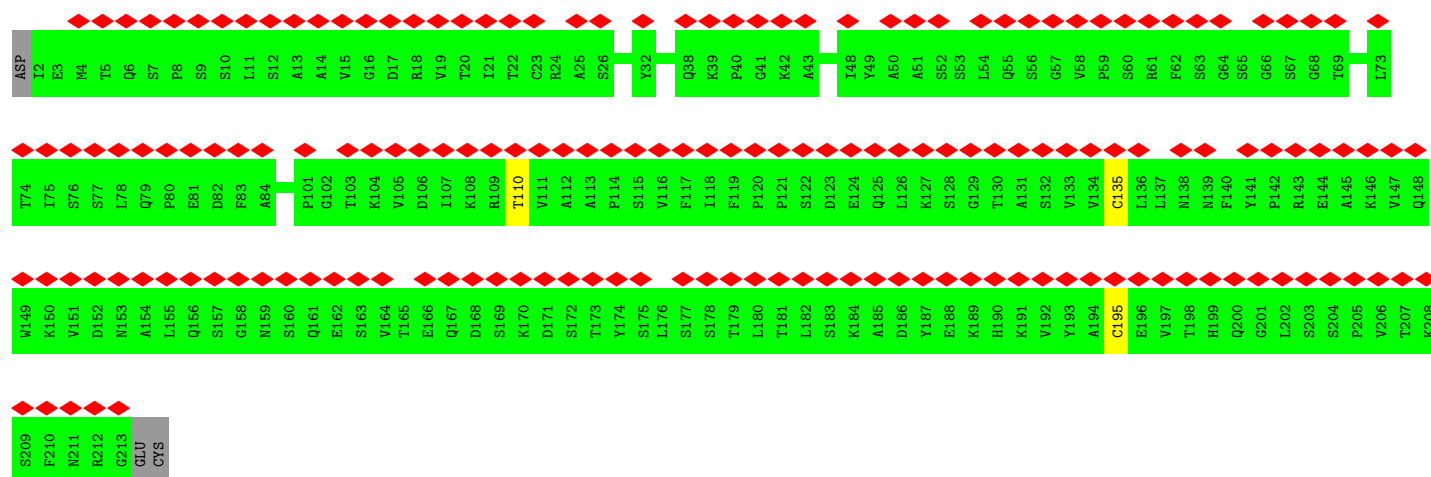 ASP I2 E3 M4 T5 Q6 S7 P8 S9 S10 L11 S12 A13 A14 V15 G16 D17 R18 V19 T20 I21 T22 C23 R24 A25 S26 Y32 Q38 K39 P40 G41 K42 A43 I48 Y49 A50 A51 S52 S53 L54 Q55 S56 G57 V58 P59 S60 R61 F62 S63 G64 S65 G66 S67 G68 T69 L73
T74 I75 S76 S77 L78 Q79 P80 E81 D82 F83 A84 P101 G102 T103 K104 V105 D106 I107 K108 R109 T110 V111 A112 A113 P114 S115 V116 F117 I118 F119 P120 P121 S122 D123 E124 Q125 L126 K127 S128 G129 T130 A131 S132 V133 V134 C135 L136 L137 N138 N139 F140 Y141 P142 R143 E144 A145 K146 V147 Q148
W149 K150 V151 D152 N153 A154 L155 Q156 S157 G158 N159 S160 Q161 E162 S163 V164 T165 E166 Q167 D168 S169 K170 D171 S172 T173 Y174 S175 L176 S177 S178 T179 L180 T181 L182 S183 K184 A185 D186 Y187 E188 K189 H190 K191 V192 Y193 A194 C195 E196 V197 T198 H199 Q200 G201 L202 S203 S204 P205 V206 T207 K208
S209 F210 N211 R212 G213 GLU CYS